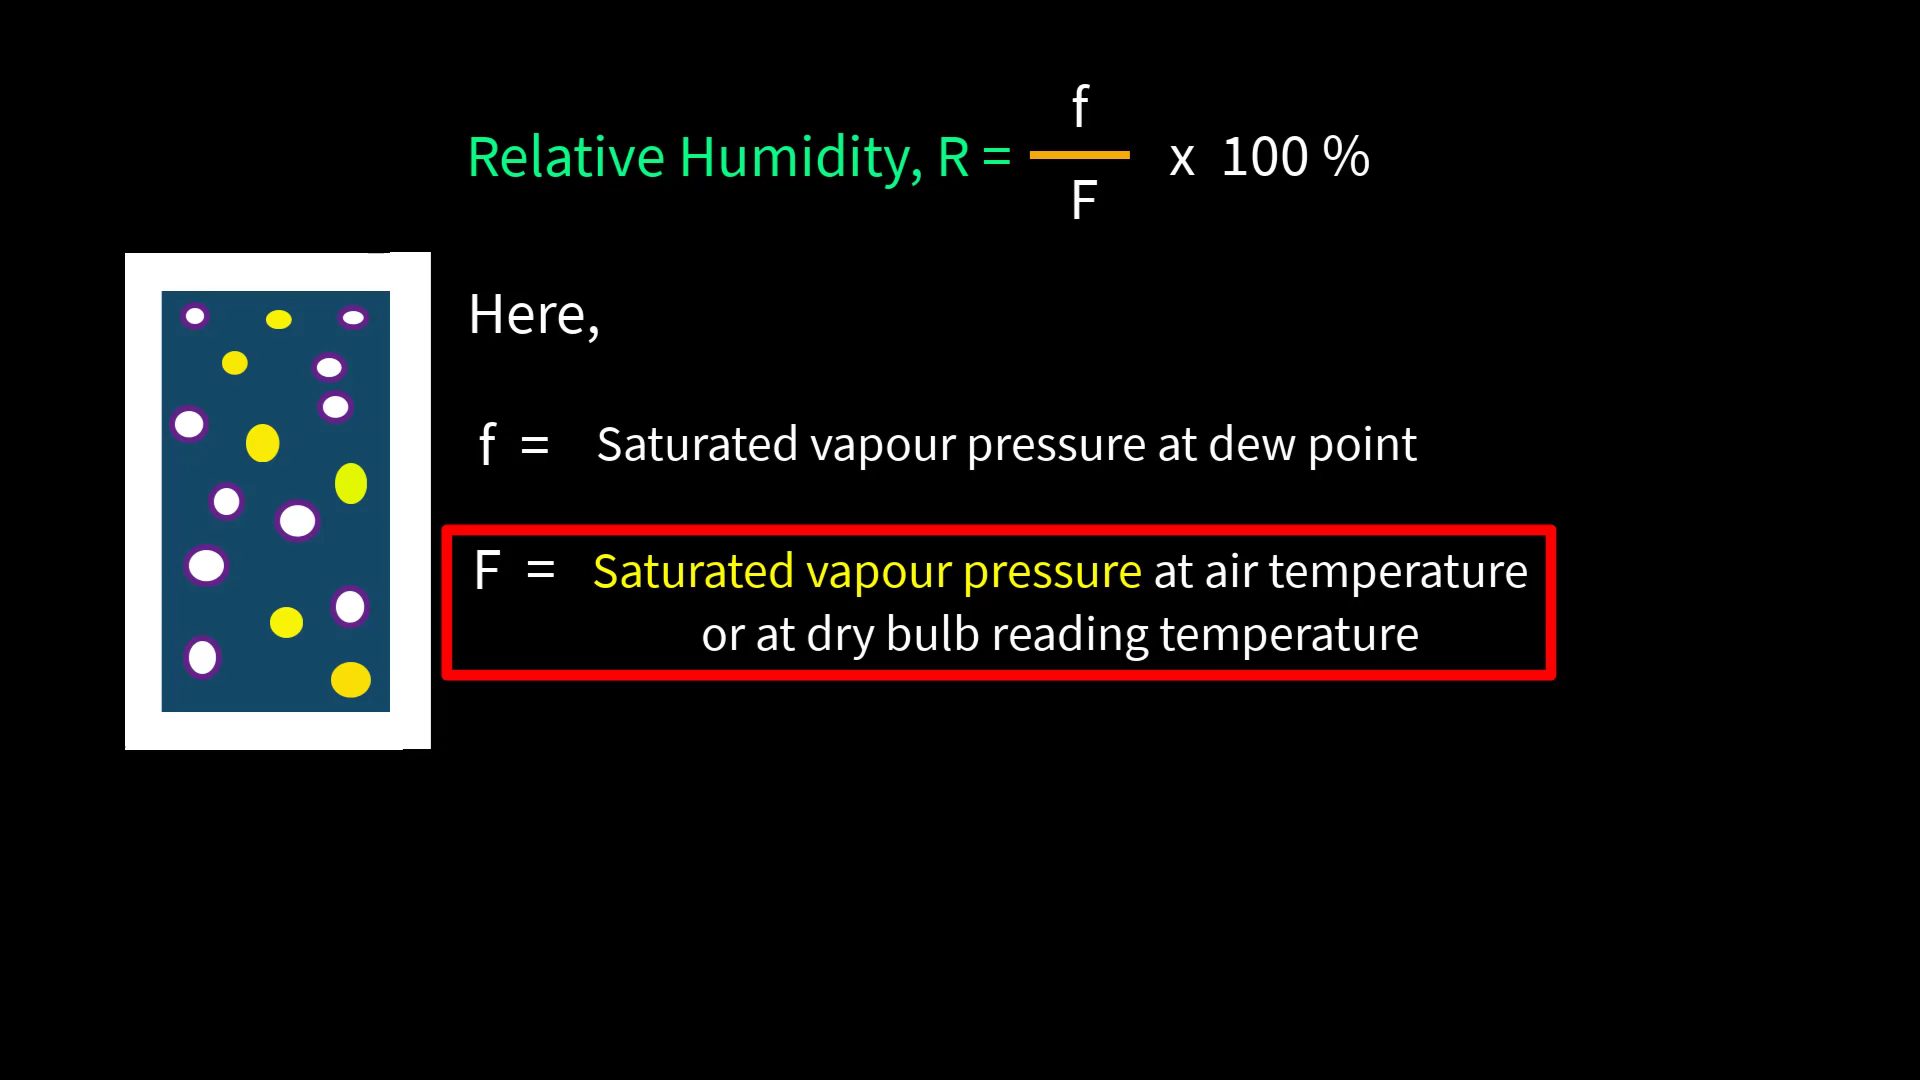 f
Relative Humidity, R = x 100 %
F
Here,
f = Saturated vapour pressure at dew point
F = Saturated vapour pressure at air temperature
or at dry bulb reading temperature